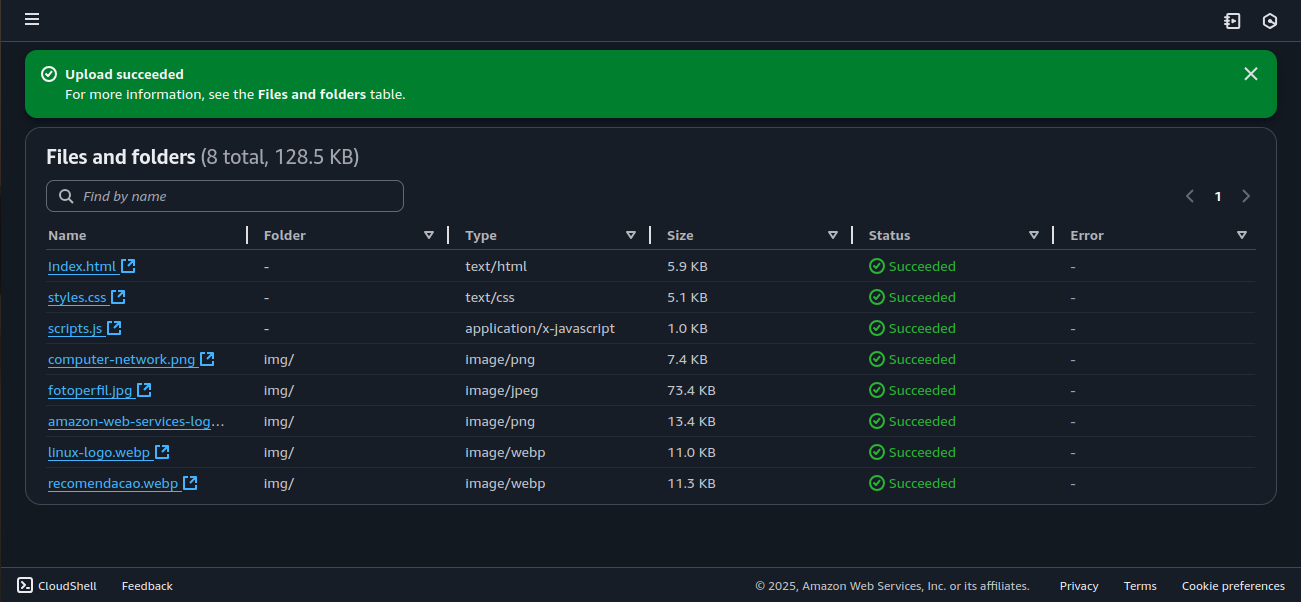 Upload succeeded
For more information, see the Files and folders table.
Files and folders (8 total, 128.5 KB)
Find by name
1
Name Folder Type Size Status Error
Index.html - text/html 5.9 KB Succeeded -
styles.css - text/css 5.1 KB Succeeded -
scripts.js - application/x-javascript 1.0 KB Succeeded -
computer-network.png img/ image/png 7.4 KB Succeeded -
fotoperfil.jpg img/ image/jpeg 73.4 KB Succeeded -
amazon-web-services-log... img/ image/png 13.4 KB Succeeded -
linux-logo.webp img/ image/webp 11.0 KB Succeeded -
recomendacao.webp img/ image/webp 11.3 KB Succeeded -
CloudShell Feedback © 2025, Amazon Web Services, Inc. or its affiliates. Privacy Terms Cookie preferences